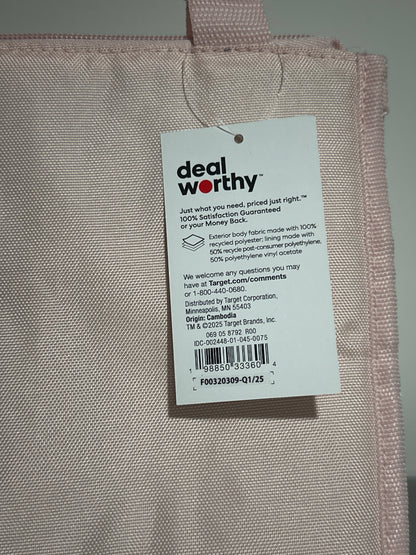 deal
worthy™
Just what you need, priced just right.™
100% Satisfaction Guaranteed
or your Money Back.
Exterior body fabric made with 100%
recycled polyester; lining made with
50% recycle post-consumer polyethylene,
50% polyethylene vinyl acetate
We welcome any questions you may
have at Target.com/comments
or 1-800-440-0680.
Distributed by Target Corporation,
Minneapolis, MN 55403
Origin: Cambodia
TM & ©2025 Target Brands, Inc.
069 05 8792 R00
IDC-002448-01-045-0075
1 98850 33360 4
F00320309-Q1/25